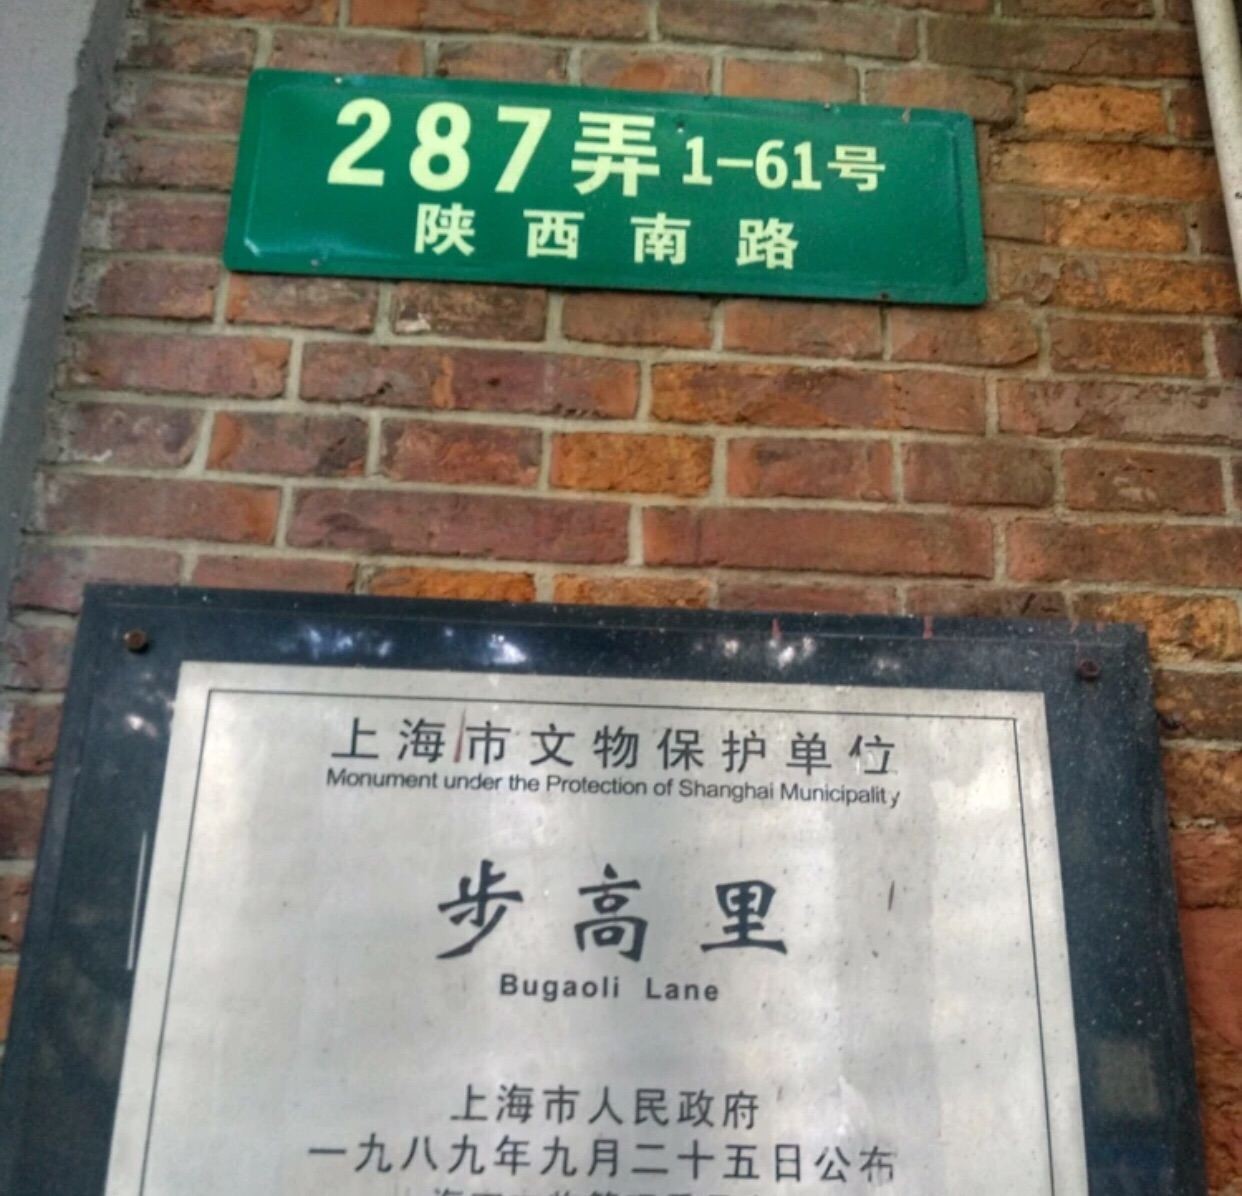 287弄 1-61号
陕西南路
上海市文物保护单位
Monument under the Protection of Shanghai Municipality
步高里
Bugaoli Lane
上海市人民政府
一九八九年九月二十五日公布